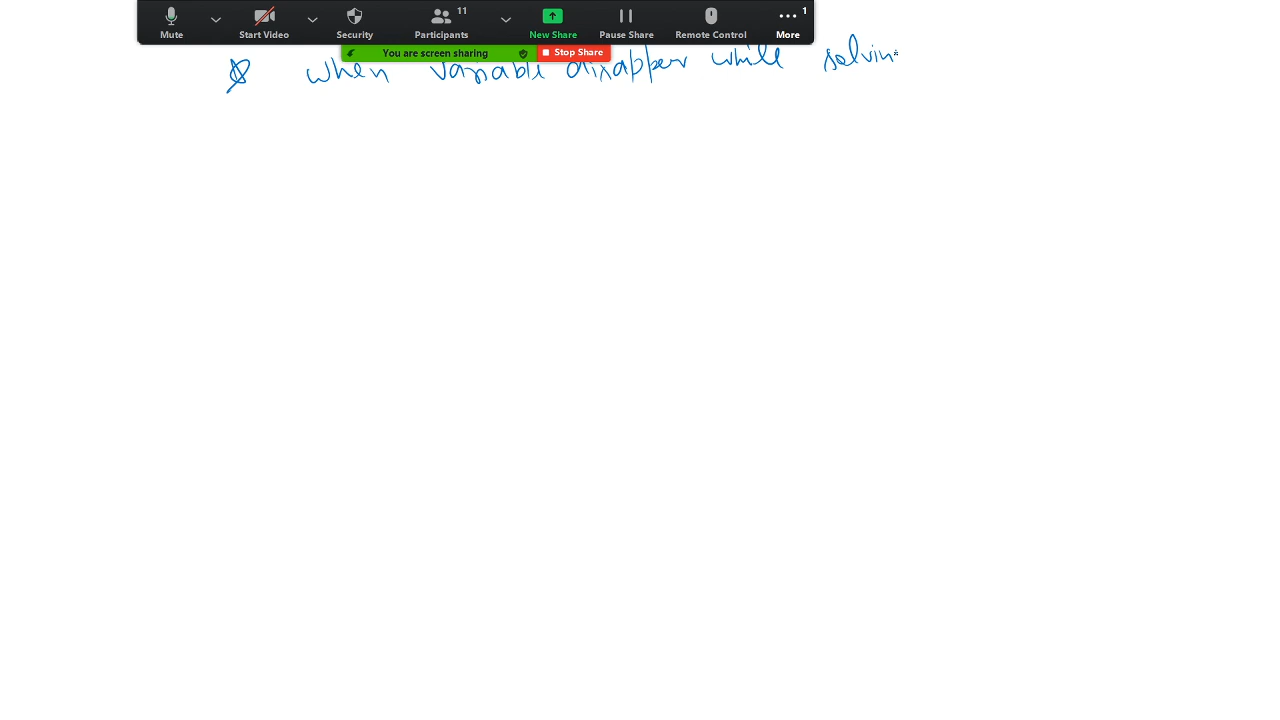 11 1
Mute Start Video Security Participants New Share Pause Share Remote Control More
You are screen sharing Stop Share
when variable disapper while solvin